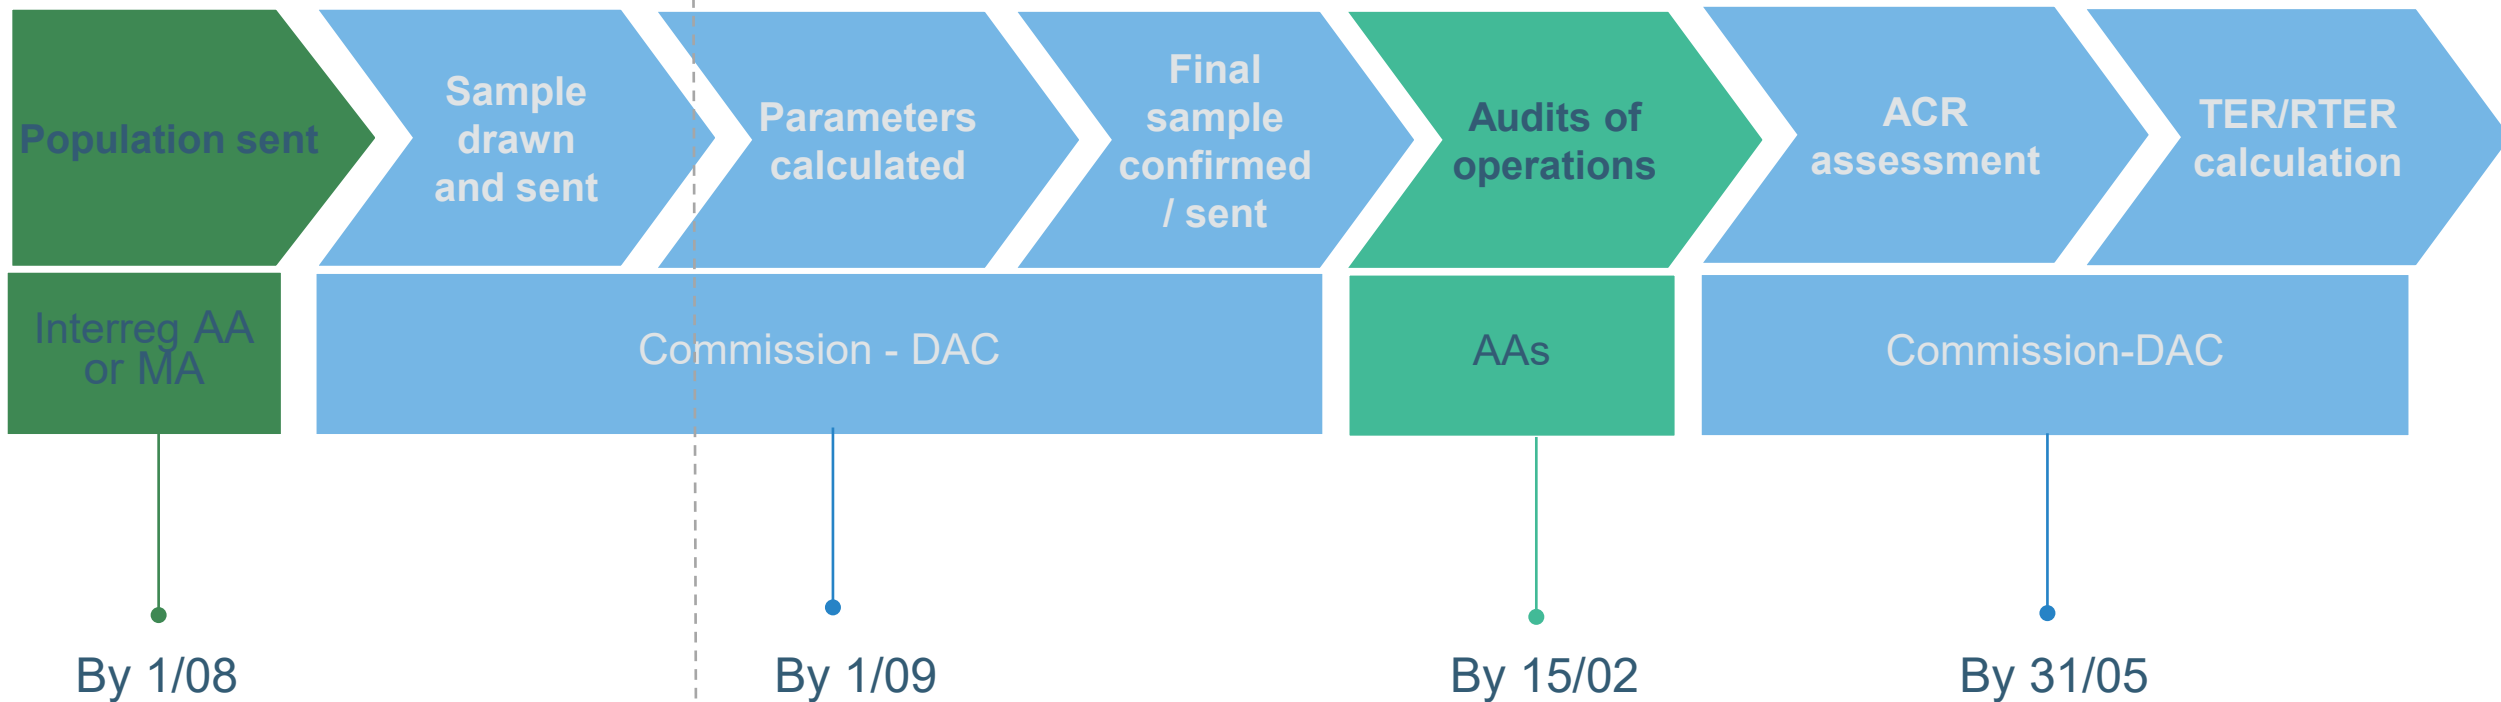 Population sent
Sample
drawn
and sent
Parameters
calculated
Final
sample
confirmed
/ sent
Audits of
operations
ACR
assessment
TER/RTER
calculation
Interreg AA
or MA
Commission - DAC
AAs
Commission-DAC
By 1/08
By 1/09
By 15/02
By 31/05